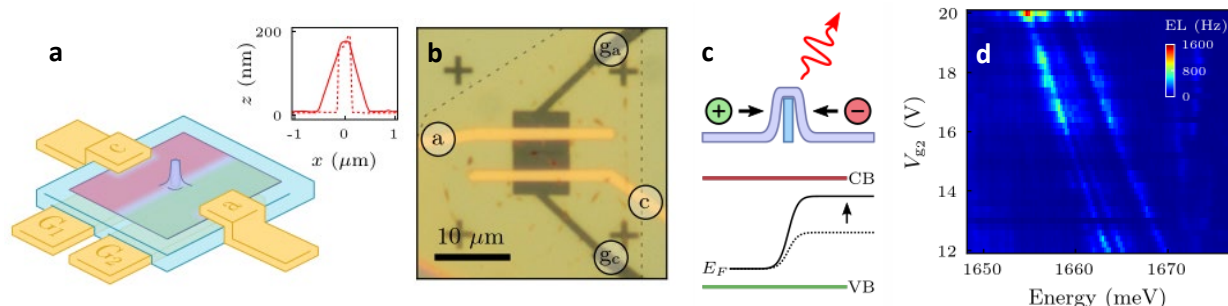 a
z (nm)
200
0
-1
0
1
x (μm)
c
a
G1
G2
b
ga
a
c
gc
10 μm
c
+
−
CB
EF
VB
d
EL (Hz)
1600
800
0
Vg2 (V)
20
18
16
14
12
1650
1660
1670
Energy (meV)